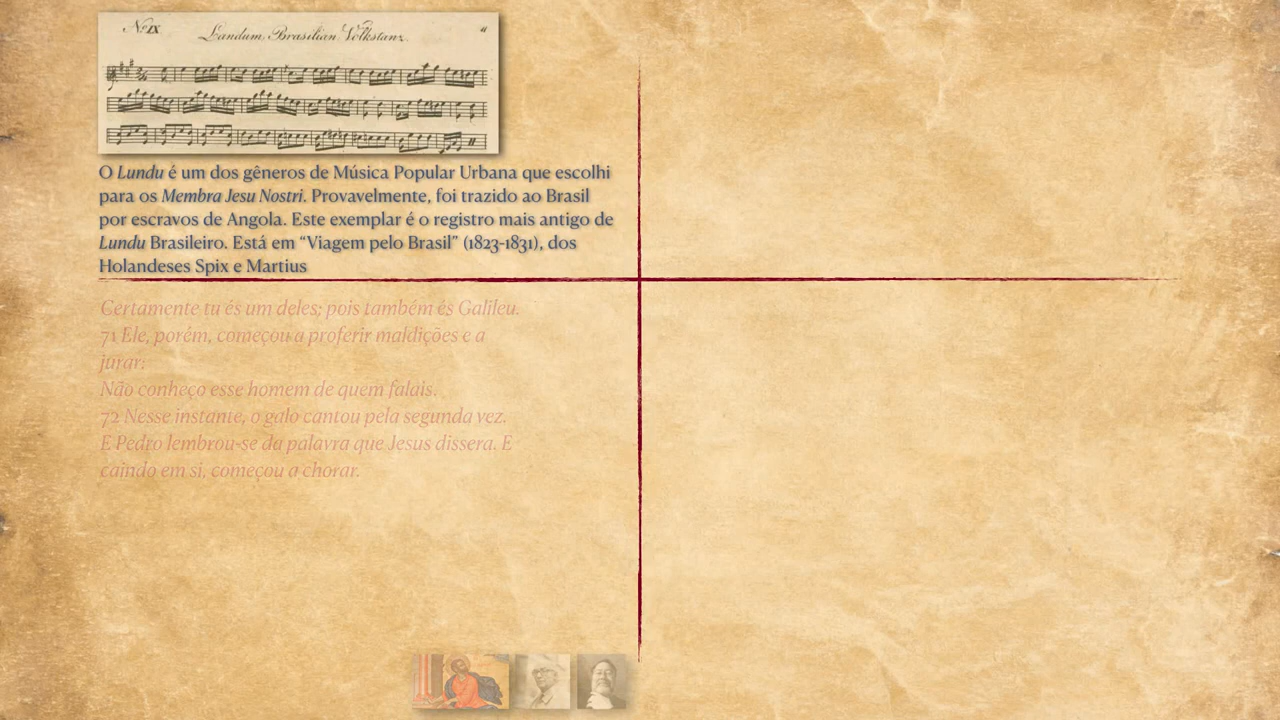 Nº IX Landum, Brasilian Volkstanz.
O Lundu é um dos gêneros de Música Popular Urbana que escolhi
para os Membra Jesu Nostri. Provavelmente, foi trazido ao Brasil
por escravos de Angola. Este exemplar é o registro mais antigo de
Lundu Brasileiro. Está em “Viagem pelo Brasil” (1823-1831), dos
Holandeses Spix e Martius
Certamente tu és um deles; pois também és Galileu.
71 Ele, porém, começou a proferir maldições e a
jurar:
Não conheço esse homem de quem falais.
72 Nesse instante, o galo cantou pela segunda vez.
E Pedro lembrou-se da palavra que Jesus dissera. E
caindo em si, começou a chorar.